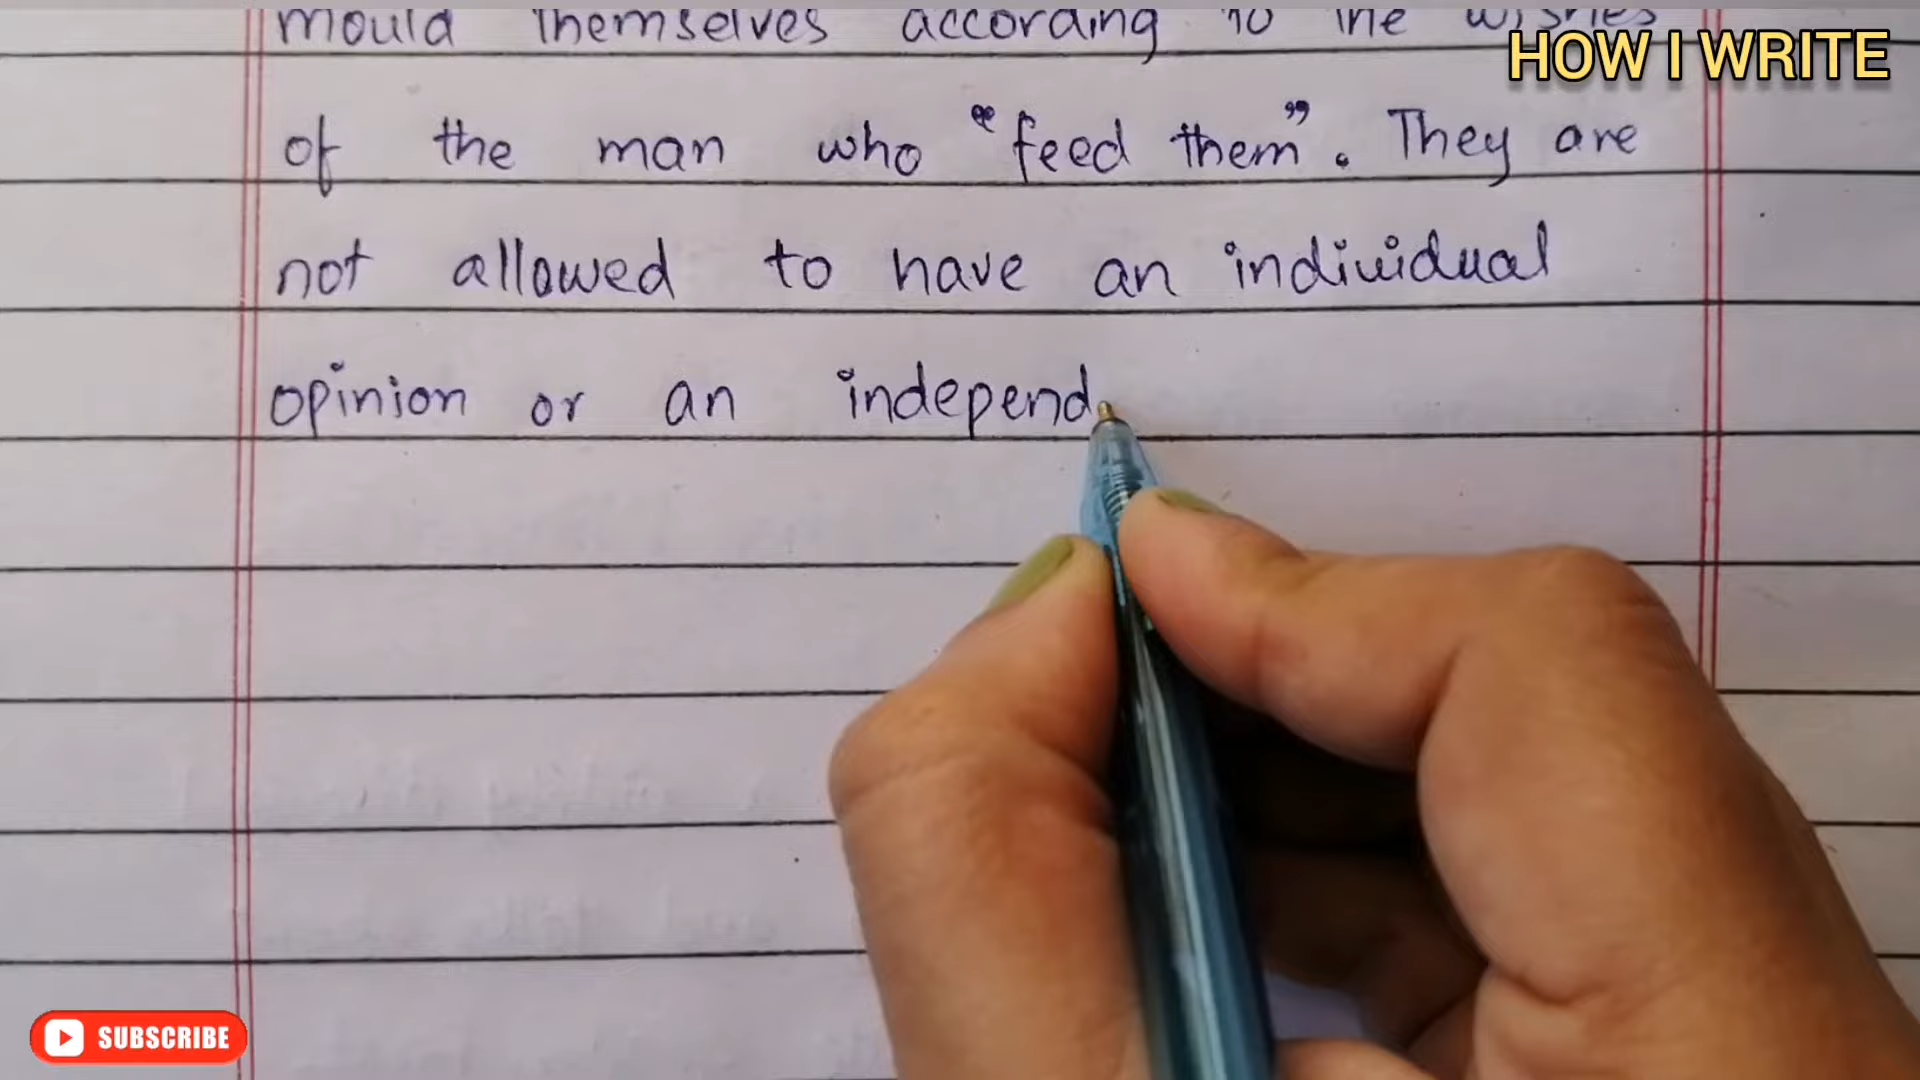 mould themselves according to the wishes
HOW I WRITE
of the man who “feed them”. They are
not allowed to have an individual
opinion or an independ
SUBSCRIBE